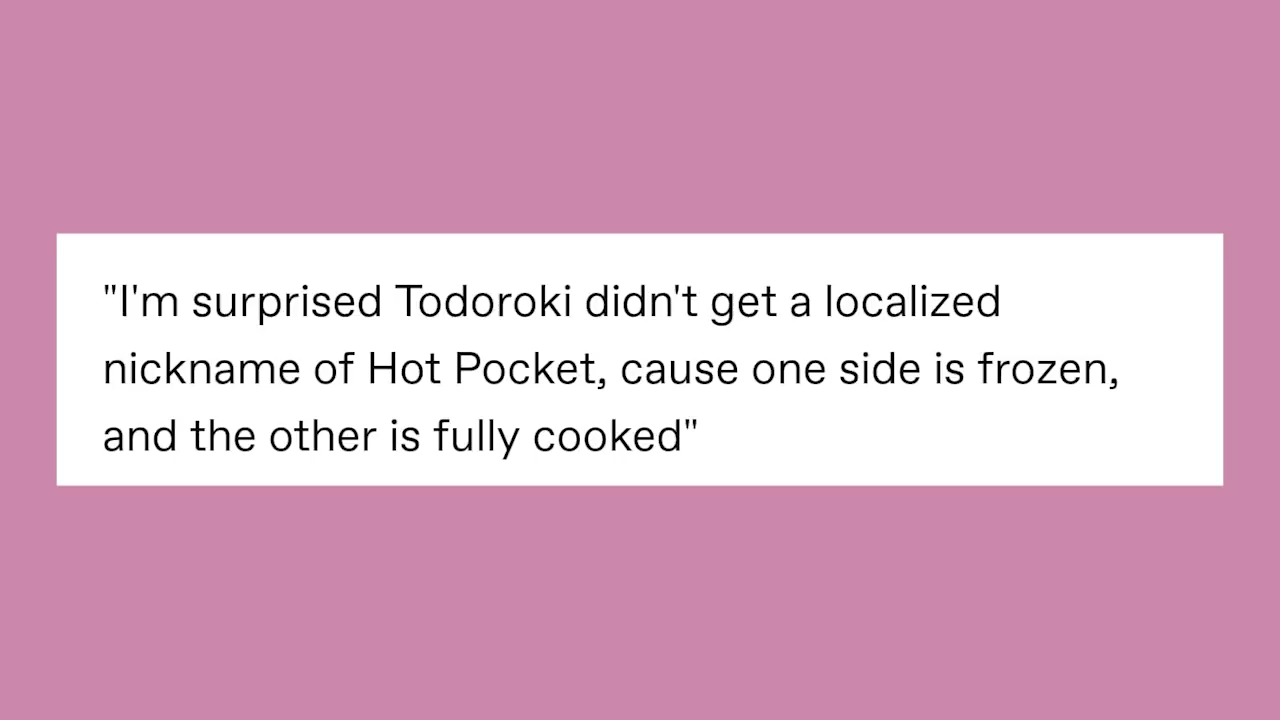 "I'm surprised Todoroki didn't get a localized
nickname of Hot Pocket, cause one side is frozen,
and the other is fully cooked"